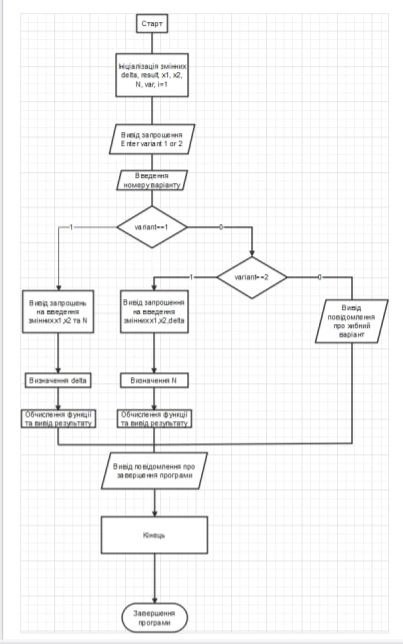 Старт
Ініціалізація змінних
delta, result, x1, x2,
N, var, i=1
Вивід запрошення
Enter variant 1 or 2
Введення
номеру варіанту
variant==1
1
0
variant==2
1
0
Вивід запрошень
на введення
змінних x1,x2 та N
Вивід запрошення
на введення
змінних x1,x2,delta
Вивід
повідомлення
про хибний
варіант
Визначення delta
Визначення N
Обчислення функції
та вивід результату
Обчислення функції
та вивід результату
Вивід повідомлення про
завершення програми
Кінець
Завершення
програми